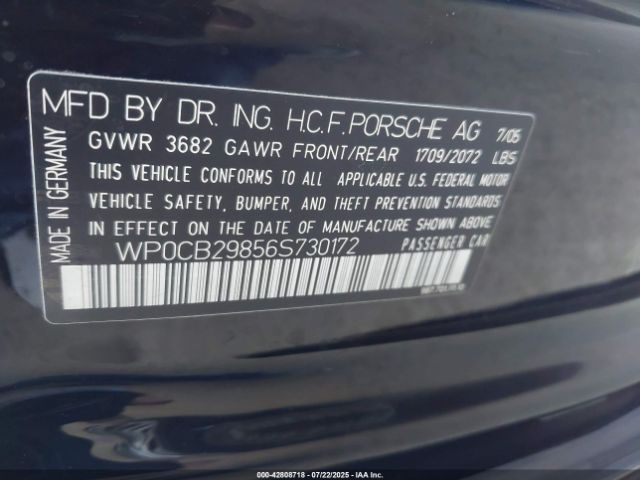 MFD BY DR. ING. H.C.F. PORSCHE AG 7/05
GVWR 3682 GAWR FRONT/REAR 1709/2072 LBS
THIS VEHICLE CONFORMS TO ALL APPLICABLE U.S. FEDERAL MOTOR
VEHICLE SAFETY, BUMPER, AND THEFT PREVENTION STANDARDS
IN EFFECT ON THE DATE OF MANUFACTURE SHOWN ABOVE
WP0CB29856S730172 PASSENGER CAR
MADE IN GERMANY
000-42808718 - 07/22/2025 - IAAI.com